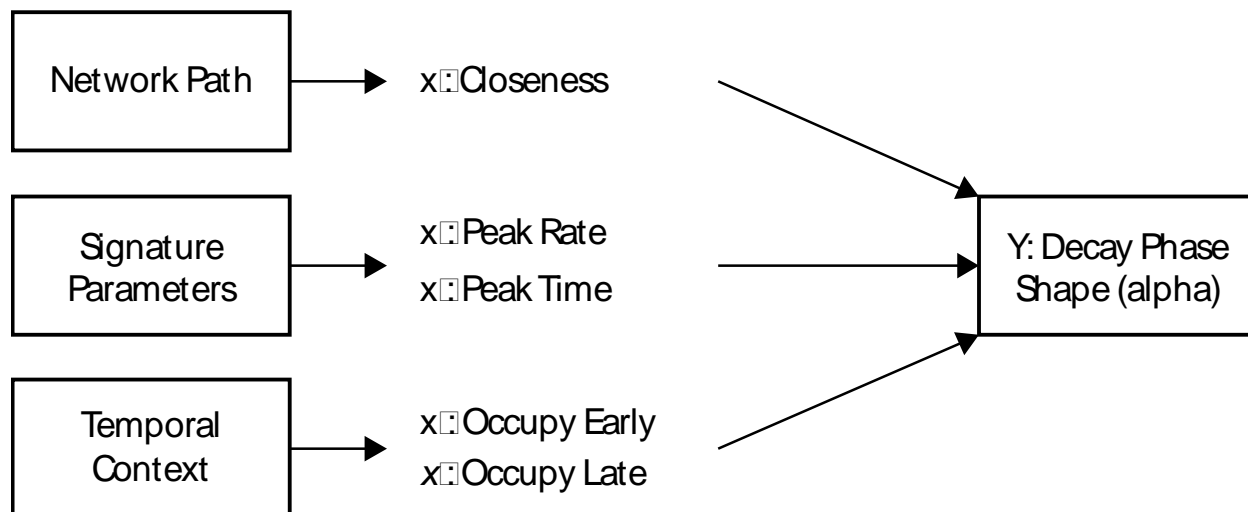 Network Path
x□:Closeness
Signature
Parameters
x□:Peak Rate
x□:Peak Time
Y: Decay Phase
Shape (alpha)
Temporal
Context
x□:Occupy Early
x□:Occupy Late